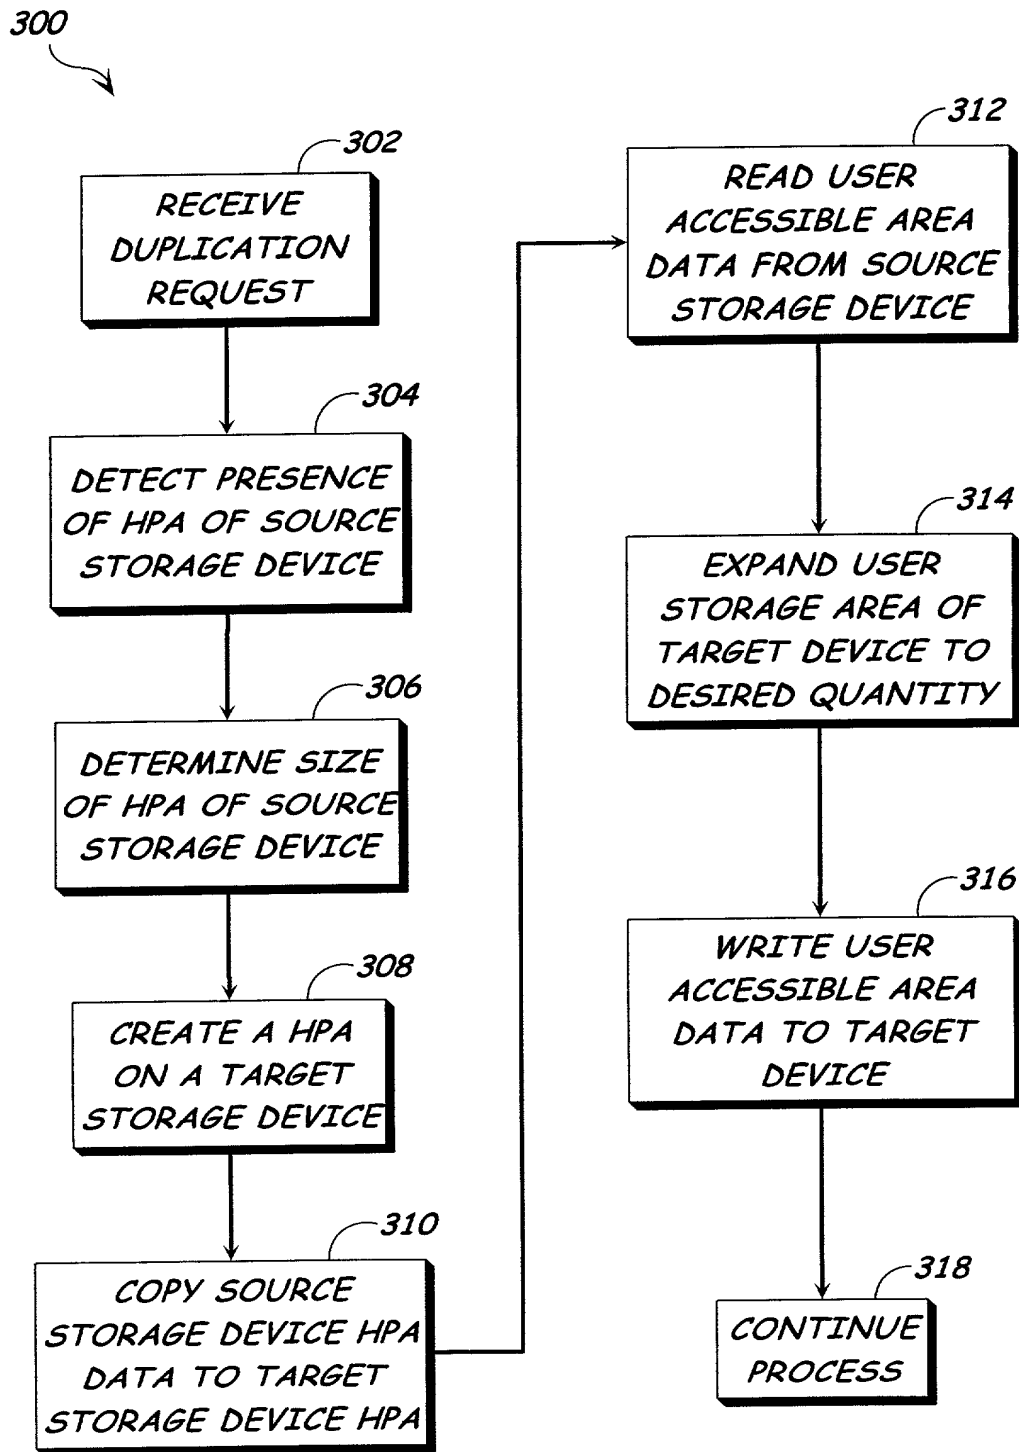 300
302
RECEIVE
DUPLICATION
REQUEST
304
DETECT PRESENCE
OF HPA OF SOURCE
STORAGE DEVICE
306
DETERMINE SIZE
OF HPA OF SOURCE
STORAGE DEVICE
308
CREATE A HPA
ON A TARGET
STORAGE DEVICE
310
COPY SOURCE
STORAGE DEVICE HPA
DATA TO TARGET
STORAGE DEVICE HPA
312
READ USER
ACCESSIBLE AREA
DATA FROM SOURCE
STORAGE DEVICE
314
EXPAND USER
STORAGE AREA OF
TARGET DEVICE TO
DESIRED QUANTITY
316
WRITE USER
ACCESSIBLE AREA
DATA TO TARGET
DEVICE
318
CONTINUE
PROCESS